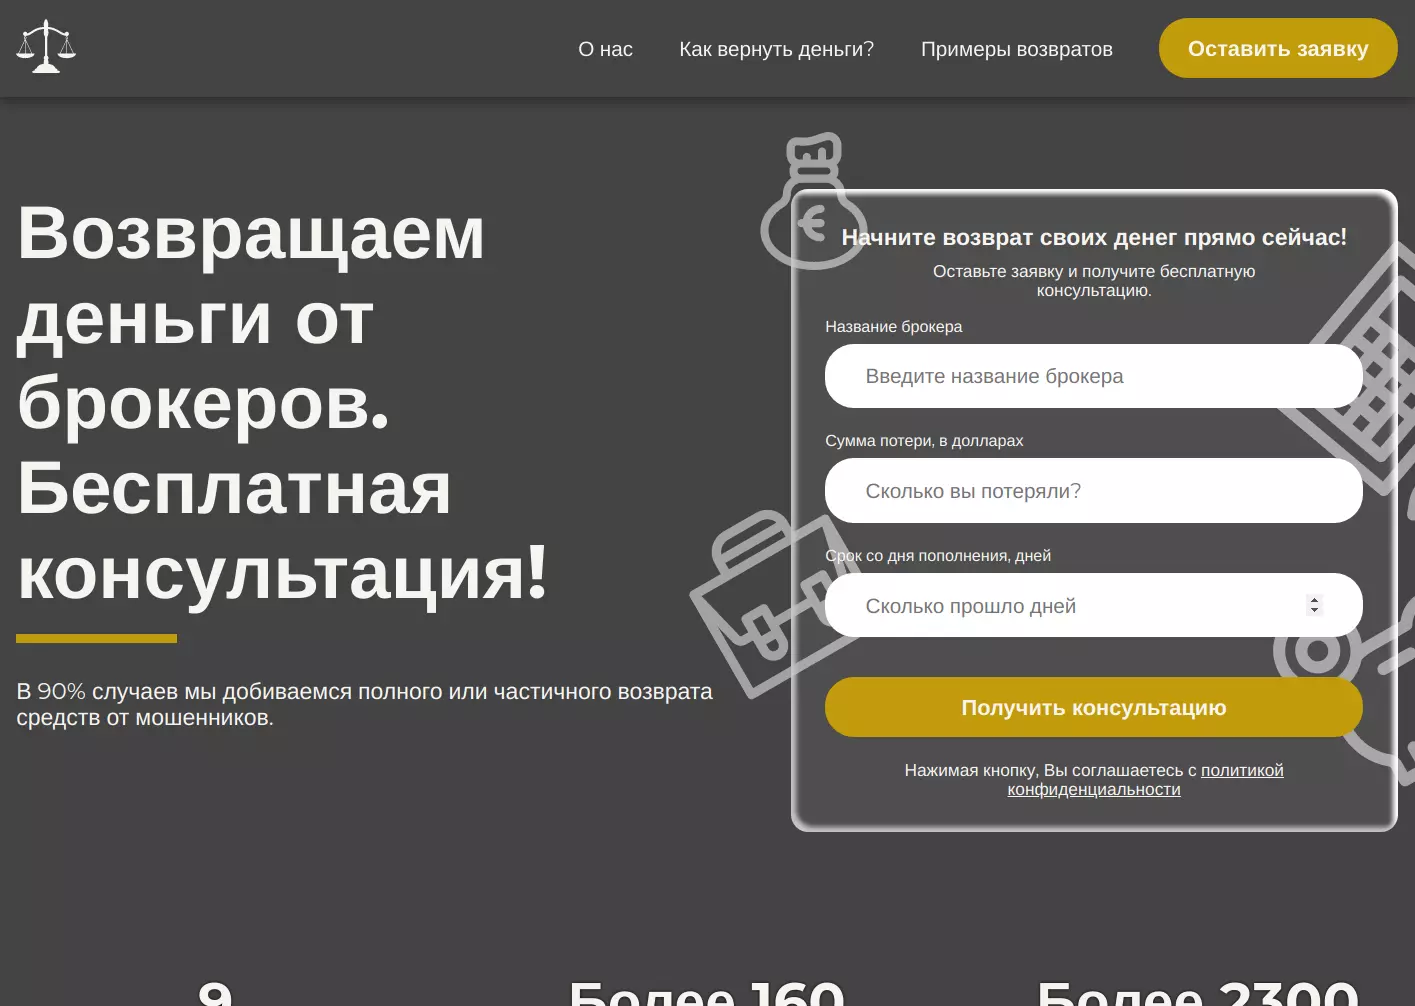 О нас
Как вернуть деньги?
Примеры возвратов
Оставить заявку
Возвращаем
деньги от
брокеров.
Бесплатная
консультация!
В 90% случаев мы добиваемся полного или частичного возврата
средств от мошенников.
Начните возврат своих денег прямо сейчас!
Оставьте заявку и получите бесплатную
консультацию.
Название брокера
Введите название брокера
Сумма потери, в долларах
Сколько вы потеряли?
Срок со дня пополнения, дней
Сколько прошло дней
Получить консультацию
Нажимая кнопку, Вы соглашаетесь с политикой
конфиденциальности
9
Более 160
Более 2300